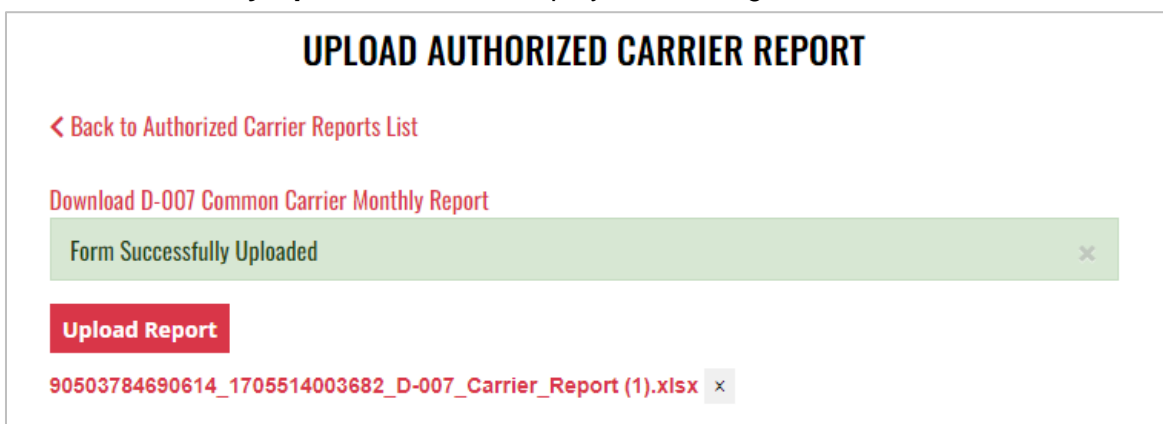 UPLOAD AUTHORIZED CARRIER REPORT
Back to Authorized Carrier Reports List
Download D-007 Common Carrier Monthly Report
Form Successfully Uploaded
Upload Report
90503784690614_1705514003682_D-007_Carrier_Report (1).xlsx ×